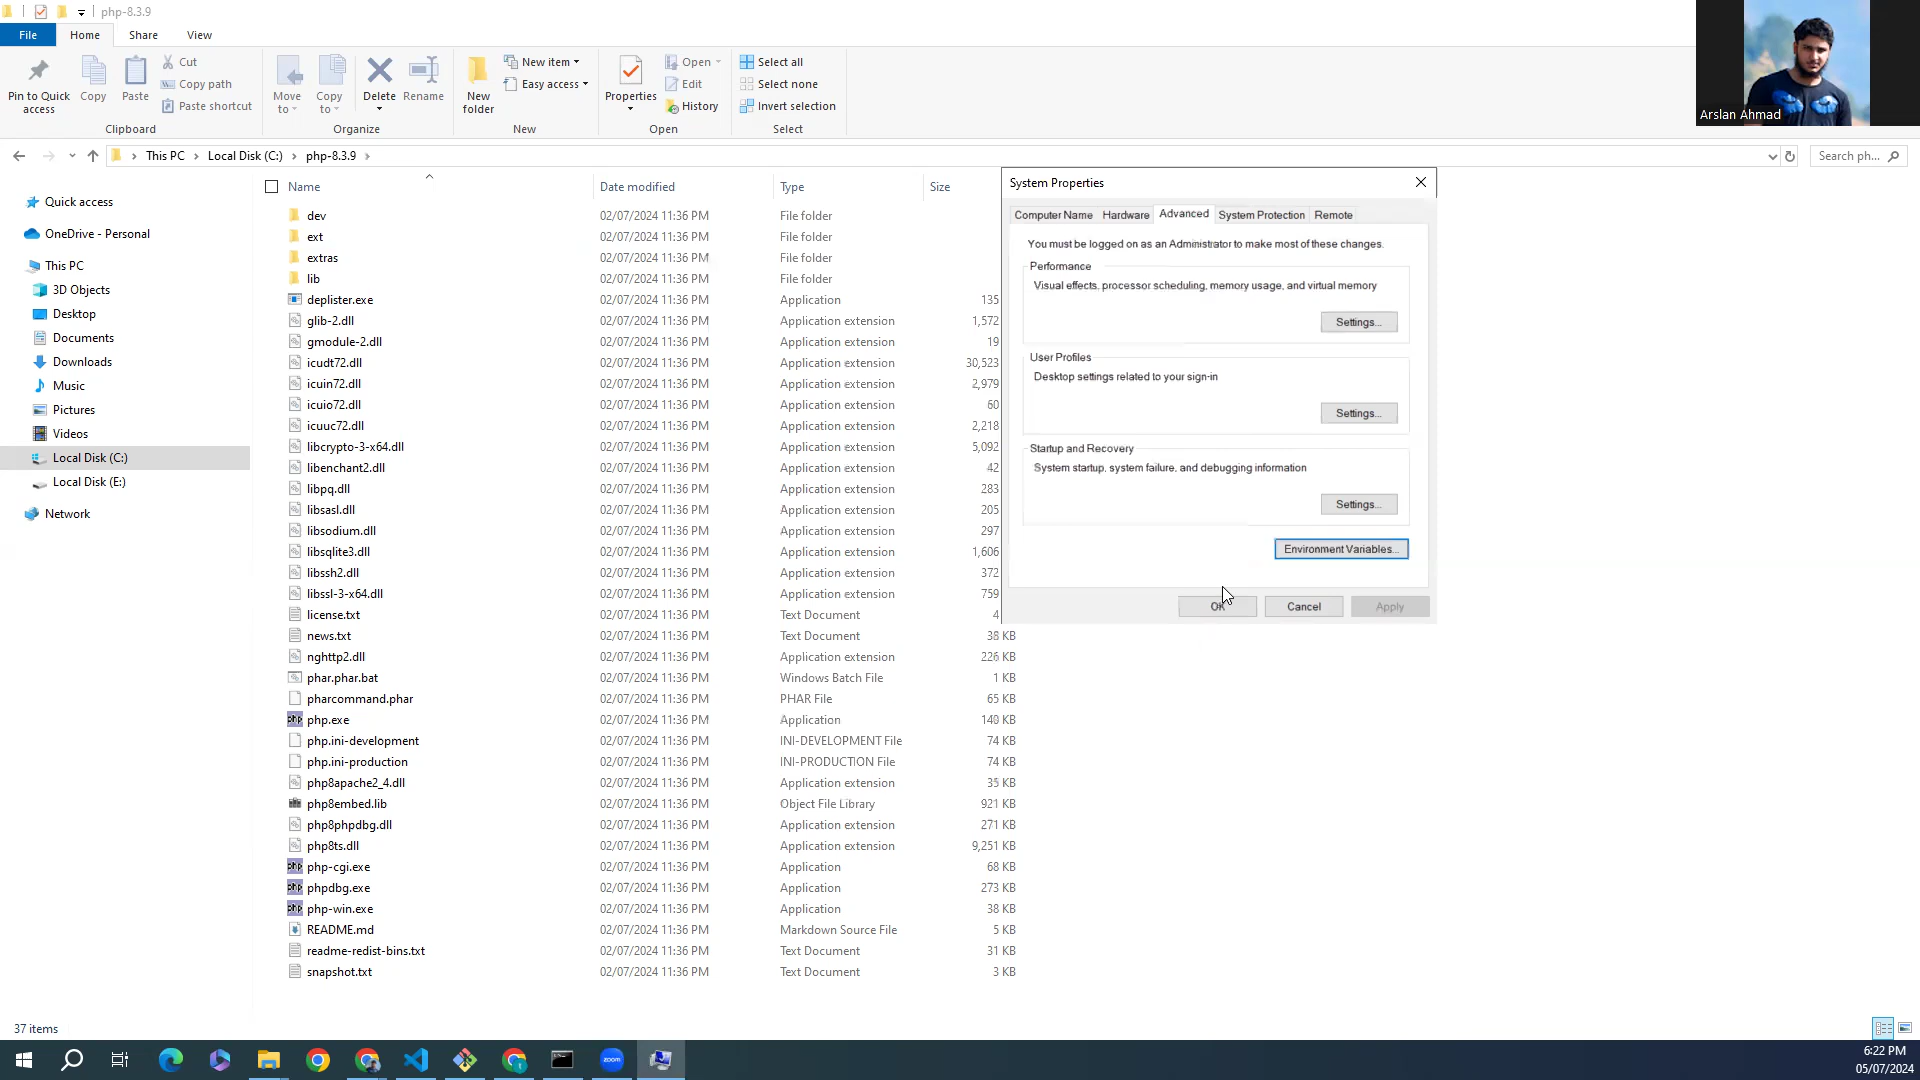 php-8.3.9
File Home Share View
Pin to Quick access
Copy
Paste
Cut
Copy path
Paste shortcut
Clipboard
Move to
Copy to
Delete
Rename
Organize
New folder
New item
Easy access
New
Properties
Open
Edit
History
Open
Select all
Select none
Invert selection
Select
Arslan Ahmad
This PC > Local Disk (C:) > php-8.3.9 >
Search ph...
Quick access
OneDrive - Personal
This PC
3D Objects
Desktop
Documents
Downloads
Music
Pictures
Videos
Local Disk (C:)
Local Disk (E:)
Network
Name Date modified Type Size
dev 02/07/2024 11:36 PM File folder
ext 02/07/2024 11:36 PM File folder
extras 02/07/2024 11:36 PM File folder
lib 02/07/2024 11:36 PM File folder
deplister.exe 02/07/2024 11:36 PM Application 135
glib-2.dll 02/07/2024 11:36 PM Application extension 1,572
gmodule-2.dll 02/07/2024 11:36 PM Application extension 19
icudt72.dll 02/07/2024 11:36 PM Application extension 30,523
icuin72.dll 02/07/2024 11:36 PM Application extension 2,979
icuio72.dll 02/07/2024 11:36 PM Application extension 60
icuuc72.dll 02/07/2024 11:36 PM Application extension 2,218
libcrypto-3-x64.dll 02/07/2024 11:36 PM Application extension 5,092
libenchant2.dll 02/07/2024 11:36 PM Application extension 42
libpq.dll 02/07/2024 11:36 PM Application extension 283
libsasl.dll 02/07/2024 11:36 PM Application extension 205
libsodium.dll 02/07/2024 11:36 PM Application extension 297
libsqlite3.dll 02/07/2024 11:36 PM Application extension 1,606
libssh2.dll 02/07/2024 11:36 PM Application extension 372
libssl-3-x64.dll 02/07/2024 11:36 PM Application extension 759
license.txt 02/07/2024 11:36 PM Text Document 4
news.txt 02/07/2024 11:36 PM Text Document 38 KB
nghttp2.dll 02/07/2024 11:36 PM Application extension 226 KB
phar.phar.bat 02/07/2024 11:36 PM Windows Batch File 1 KB
pharcommand.phar 02/07/2024 11:36 PM PHAR File 65 KB
php.exe 02/07/2024 11:36 PM Application 140 KB
php.ini-development 02/07/2024 11:36 PM INI-DEVELOPMENT File 74 KB
php.ini-production 02/07/2024 11:36 PM INI-PRODUCTION File 74 KB
php8apache2_4.dll 02/07/2024 11:36 PM Application extension 35 KB
php8embed.lib 02/07/2024 11:36 PM Object File Library 921 KB
php8phpdbg.dll 02/07/2024 11:36 PM Application extension 271 KB
php8ts.dll 02/07/2024 11:36 PM Application extension 9,251 KB
php-cgi.exe 02/07/2024 11:36 PM Application 68 KB
phpdbg.exe 02/07/2024 11:36 PM Application 273 KB
php-win.exe 02/07/2024 11:36 PM Application 38 KB
README.md 02/07/2024 11:36 PM Markdown Source File 5 KB
readme-redist-bins.txt 02/07/2024 11:36 PM Text Document 31 KB
snapshot.txt 02/07/2024 11:36 PM Text Document 3 KB
System Properties
Computer Name Hardware Advanced System Protection Remote
You must be logged on as an Administrator to make most of these changes.
Performance
Visual effects, processor scheduling, memory usage, and virtual memory
Settings...
User Profiles
Desktop settings related to your sign-in
Settings...
Startup and Recovery
System startup, system failure, and debugging information
Settings...
Environment Variables...
OK Cancel Apply
37 items
zoom
6:22 PM
05/07/2024